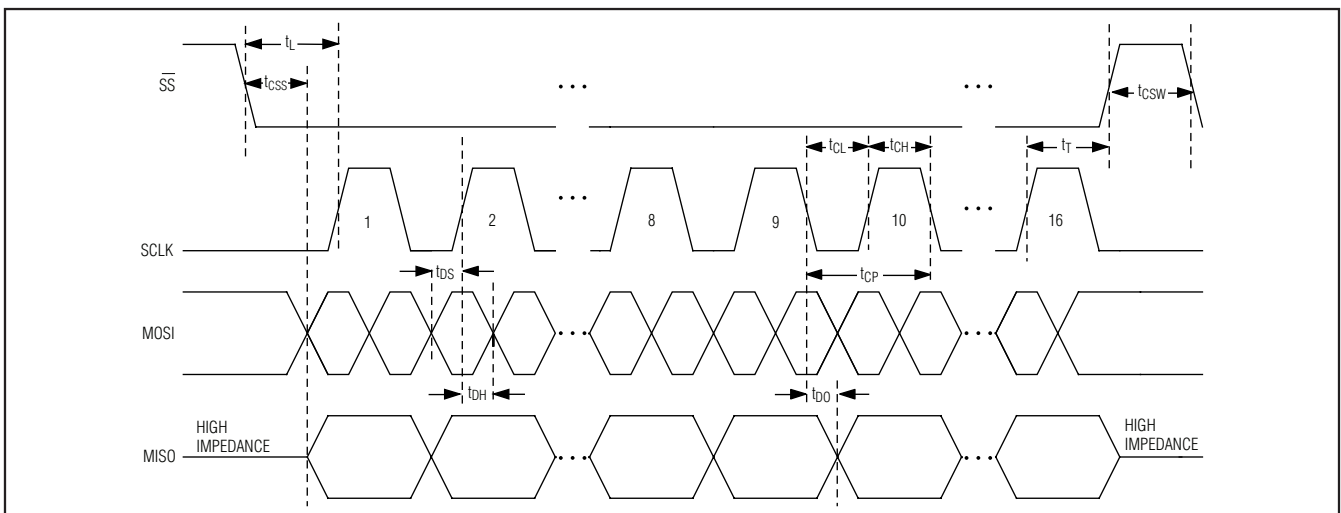 tL
tCSS
SS
• • •
• • •
tCSW
tCL
tCH
tT
• • •
• • •
1
2
8
9
10
16
SCLK
tDS
tCP
MOSI
• • •
• • •
tDH
tDO
HIGH
IMPEDANCE
HIGH
IMPEDANCE
MISO
• • •
• • •